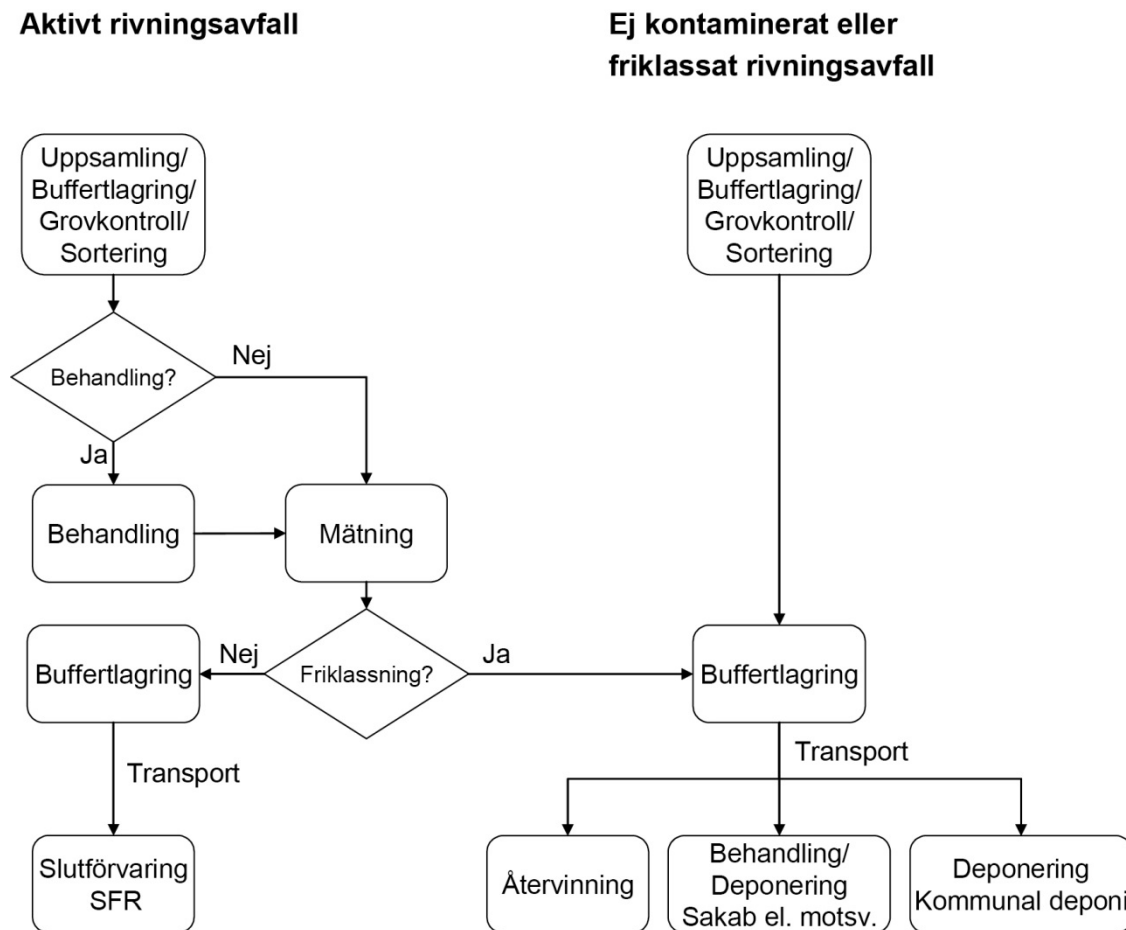 Aktivt rivningsavfall
Ej kontaminerat eller
friklassat rivningsavfall
Uppsamling/
Buffertlagring/
Grovkontroll/
Sortering
Uppsamling/
Buffertlagring/
Grovkontroll/
Sortering
Behandling?
Nej
Ja
Behandling
Mätning
Buffertlagring
Nej
Friklassning?
Ja
Buffertlagring
Transport
Transport
Slutförvaring
SFR
Återvinning
Behandling/
Deponering
Sakab el. motsv.
Deponering
Kommunal deponi